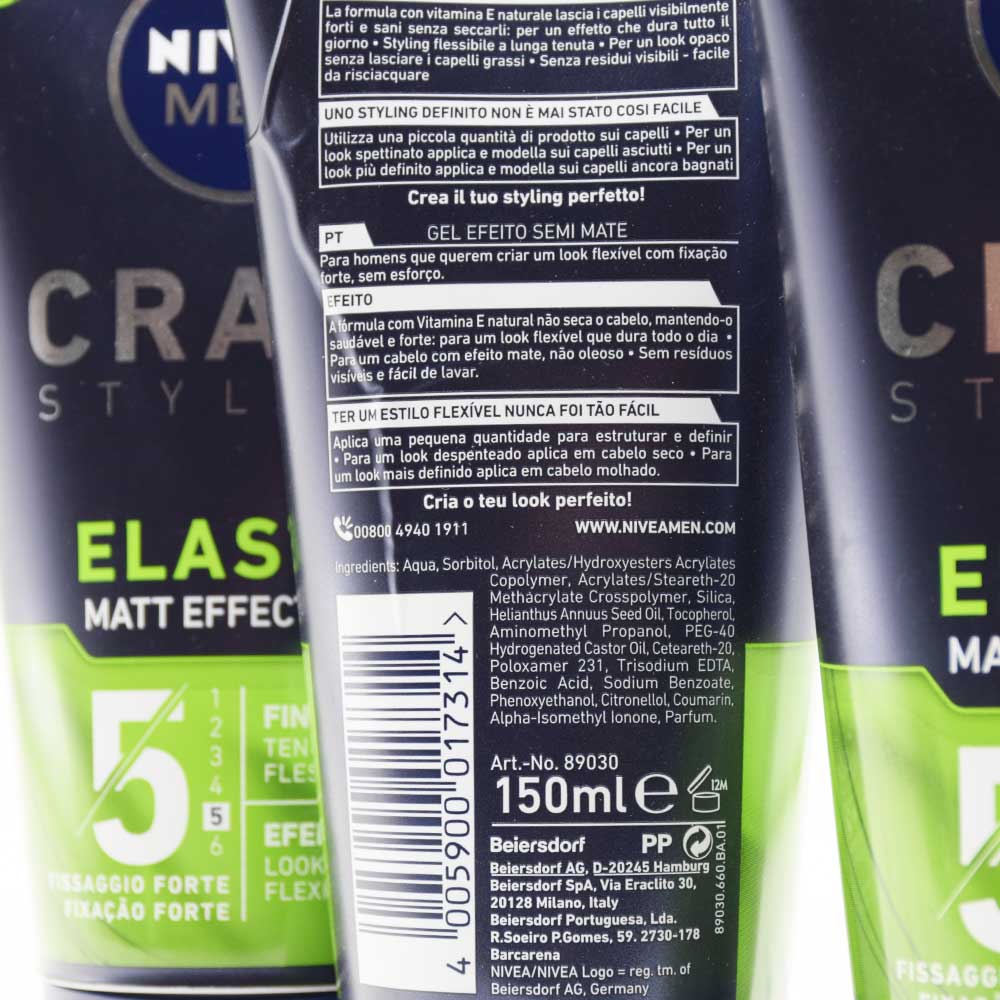 La formula con vitamina E naturale lascia i capelli visibilmente
forti e sani senza seccarli: per un effetto che dura tutto il
giorno • Styling flessibile a lunga tenuta • Per un look opaco
senza lasciare i capelli grassi • Senza residui visibili - facile
da risciacquare
UNO STYLING DEFINITO NON È MAI STATO COSI FACILE
Utilizza una piccola quantità di prodotto sui capelli • Per un
look spettinato applica e modella sui capelli asciutti • Per un
look più definito applica e modella sui capelli ancora bagnati
Crea il tuo styling perfetto!
PT GEL EFEITO SEMI MATE
Para homens que querem criar um look flexível com fixação
forte, sem esforço.
EFEITO
A fórmula com Vitamina E natural não seca o cabelo, mantendo-o
saudável e forte: para um look flexível que dura todo o dia •
Para um cabelo com efeito mate, não oleoso • Sem resíduos
visíveis e fácil de lavar.
TER UM ESTILO FLEXÍVEL NUNCA FOI TÃO FÁCIL
Aplica uma pequena quantidade para estruturar e definir
• Para um look despenteado aplica em cabelo seco • Para
um look mais definido aplica em cabelo molhado.
Cria o teu look perfeito!
00800 4940 1911 WWW.NIVEAMEN.COM
Ingredients: Aqua, Sorbitol, Acrylates/Hydroxyesters Acrylates
Copolymer, Acrylates/Steareth-20
Methacrylate Crosspolymer, Silica,
Helianthus Annuus Seed Oil, Tocopherol,
Aminomethyl Propanol, PEG-40
Hydrogenated Castor Oil, Ceteareth-20,
Poloxamer 231, Trisodium EDTA,
Benzoic Acid, Sodium Benzoate,
Phenoxyethanol, Citronellol, Coumarin,
Alpha-Isomethyl Ionone, Parfum.
4 005900 017314 >
Art.-No. 89030
150ml e 12M
Beiersdorf PP
Beiersdorf AG, D-20245 Hamburg
Beiersdorf SpA, Via Eraclito 30,
20128 Milano, Italy
Beiersdorf Portuguesa, Lda.
R.Soeiro P.Gomes, 59. 2730-178
Barcarena
NIVEA/NIVEA Logo = reg. tm. of
Beiersdorf AG, Germany
89030.660.BA.01
NIV
ME
CRA
STYL
ELAS
MATT EFFEC
5
1
2
3
4
5
6
FIN
TEN
FLES
EFEI
LOOK
FLEX
FISSAGGIO FORTE
FIXAÇÃO FORTE
C
ST
E
MA
5
FISSAGG